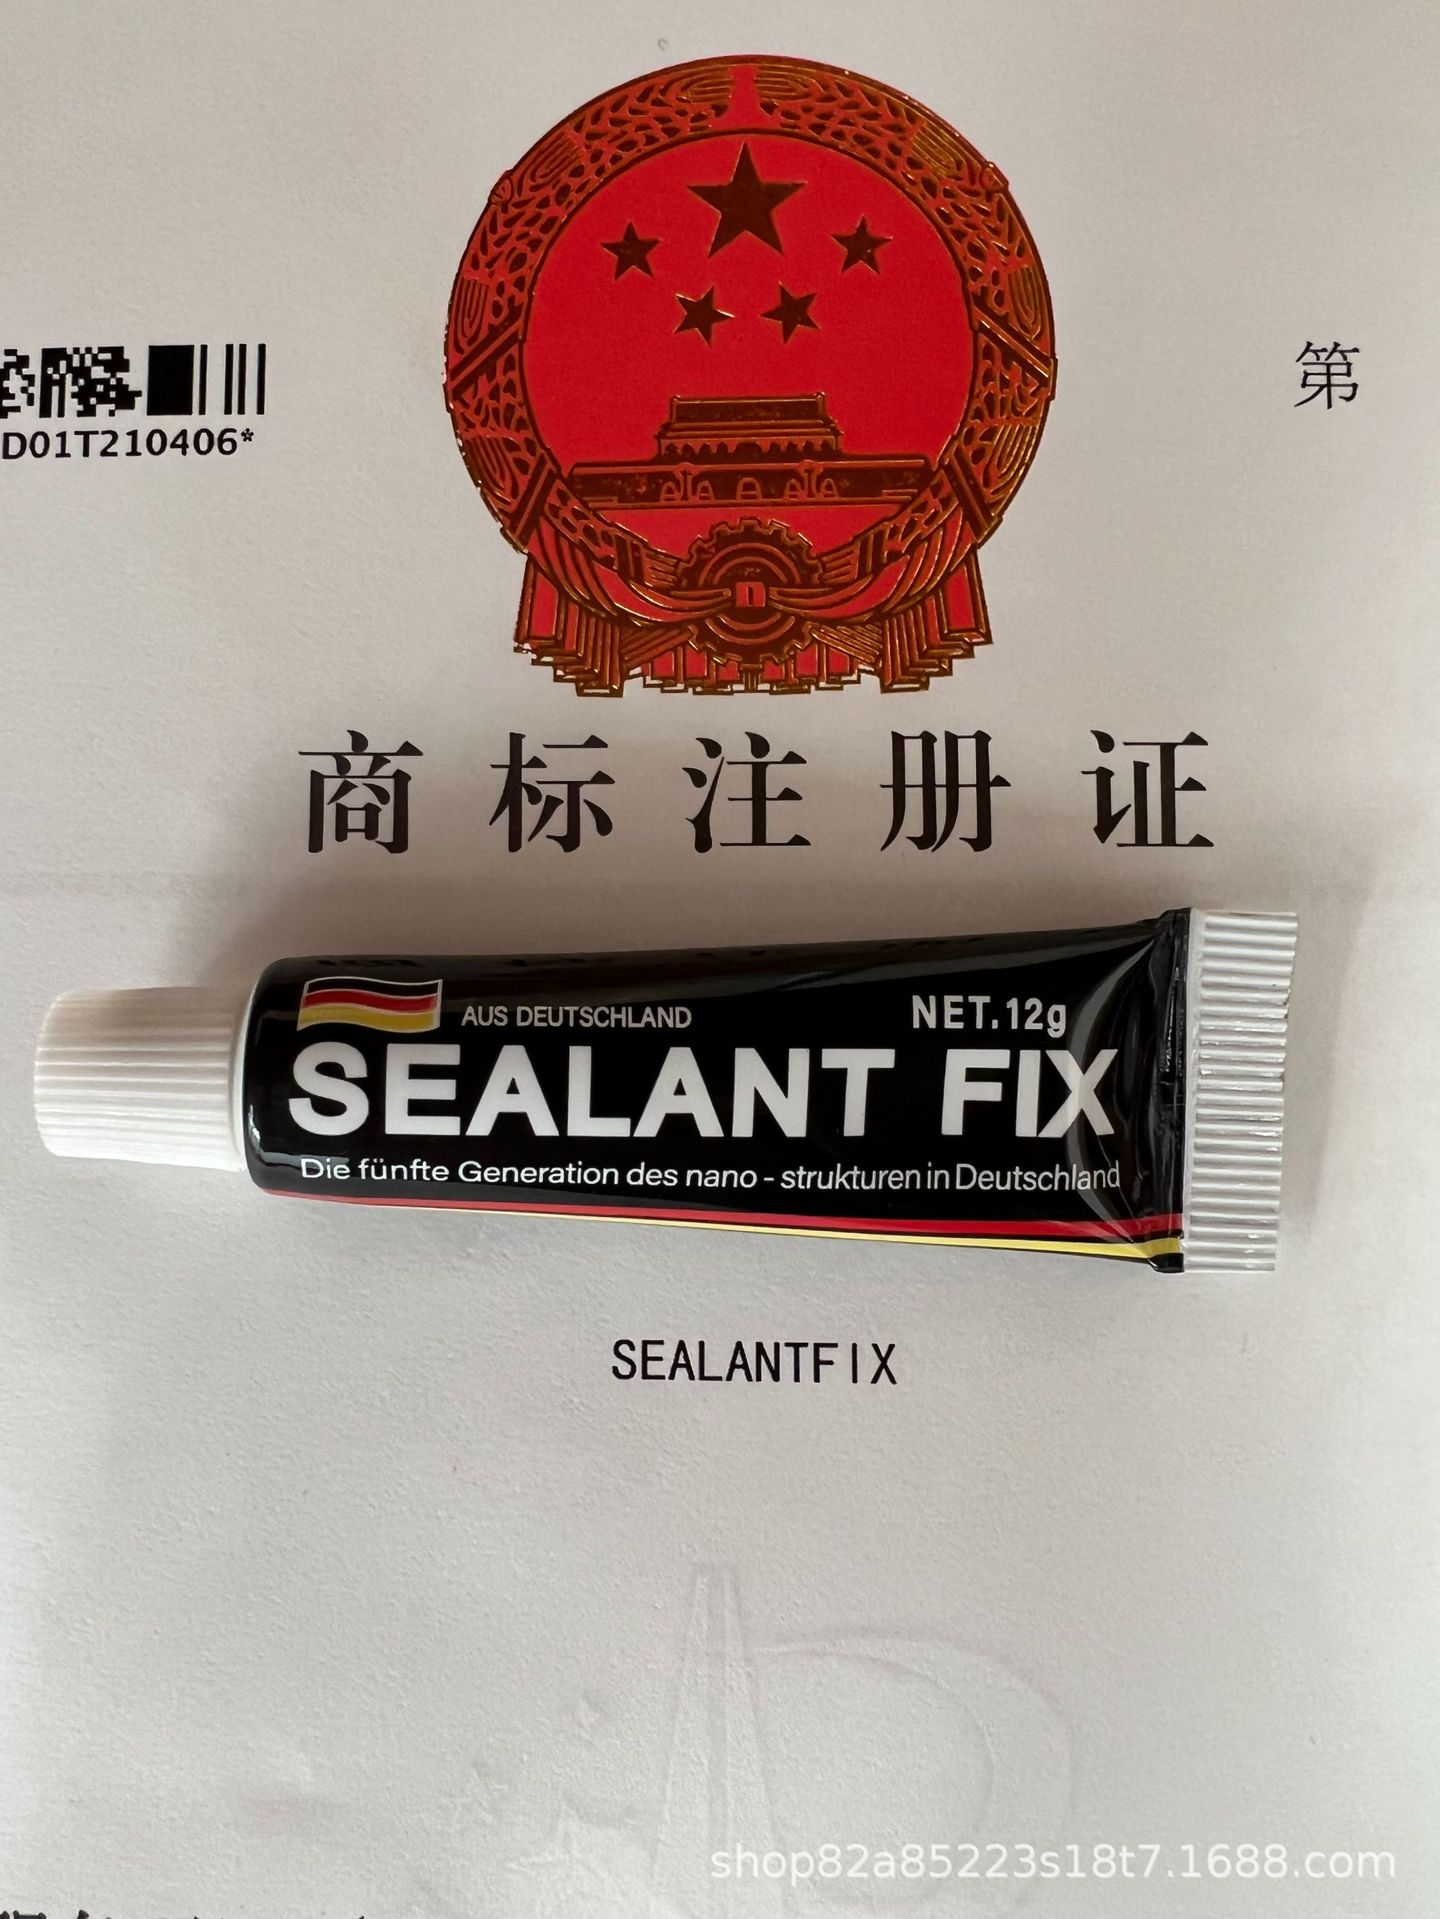 第
D01T210406*
商标注册证
AUS DEUTSCHLAND
NET.12g
SEALANT FIX
Die fünfte Generation des nano - strukturen in Deutschland
SEALANTFIX
shop82a85223s18t7.1688.com